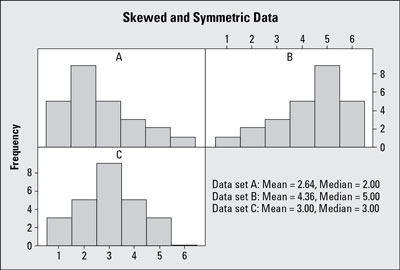 Skewed and Symmetric Data
1 2 3 4 5 6
A
B
8
6
4
2
0
Frequency
C
8
6
4
2
0
1 2 3 4 5 6
Data set A: Mean = 2.64, Median = 2.00
Data set B: Mean = 4.36, Median = 5.00
Data set C: Mean = 3.00, Median = 3.00